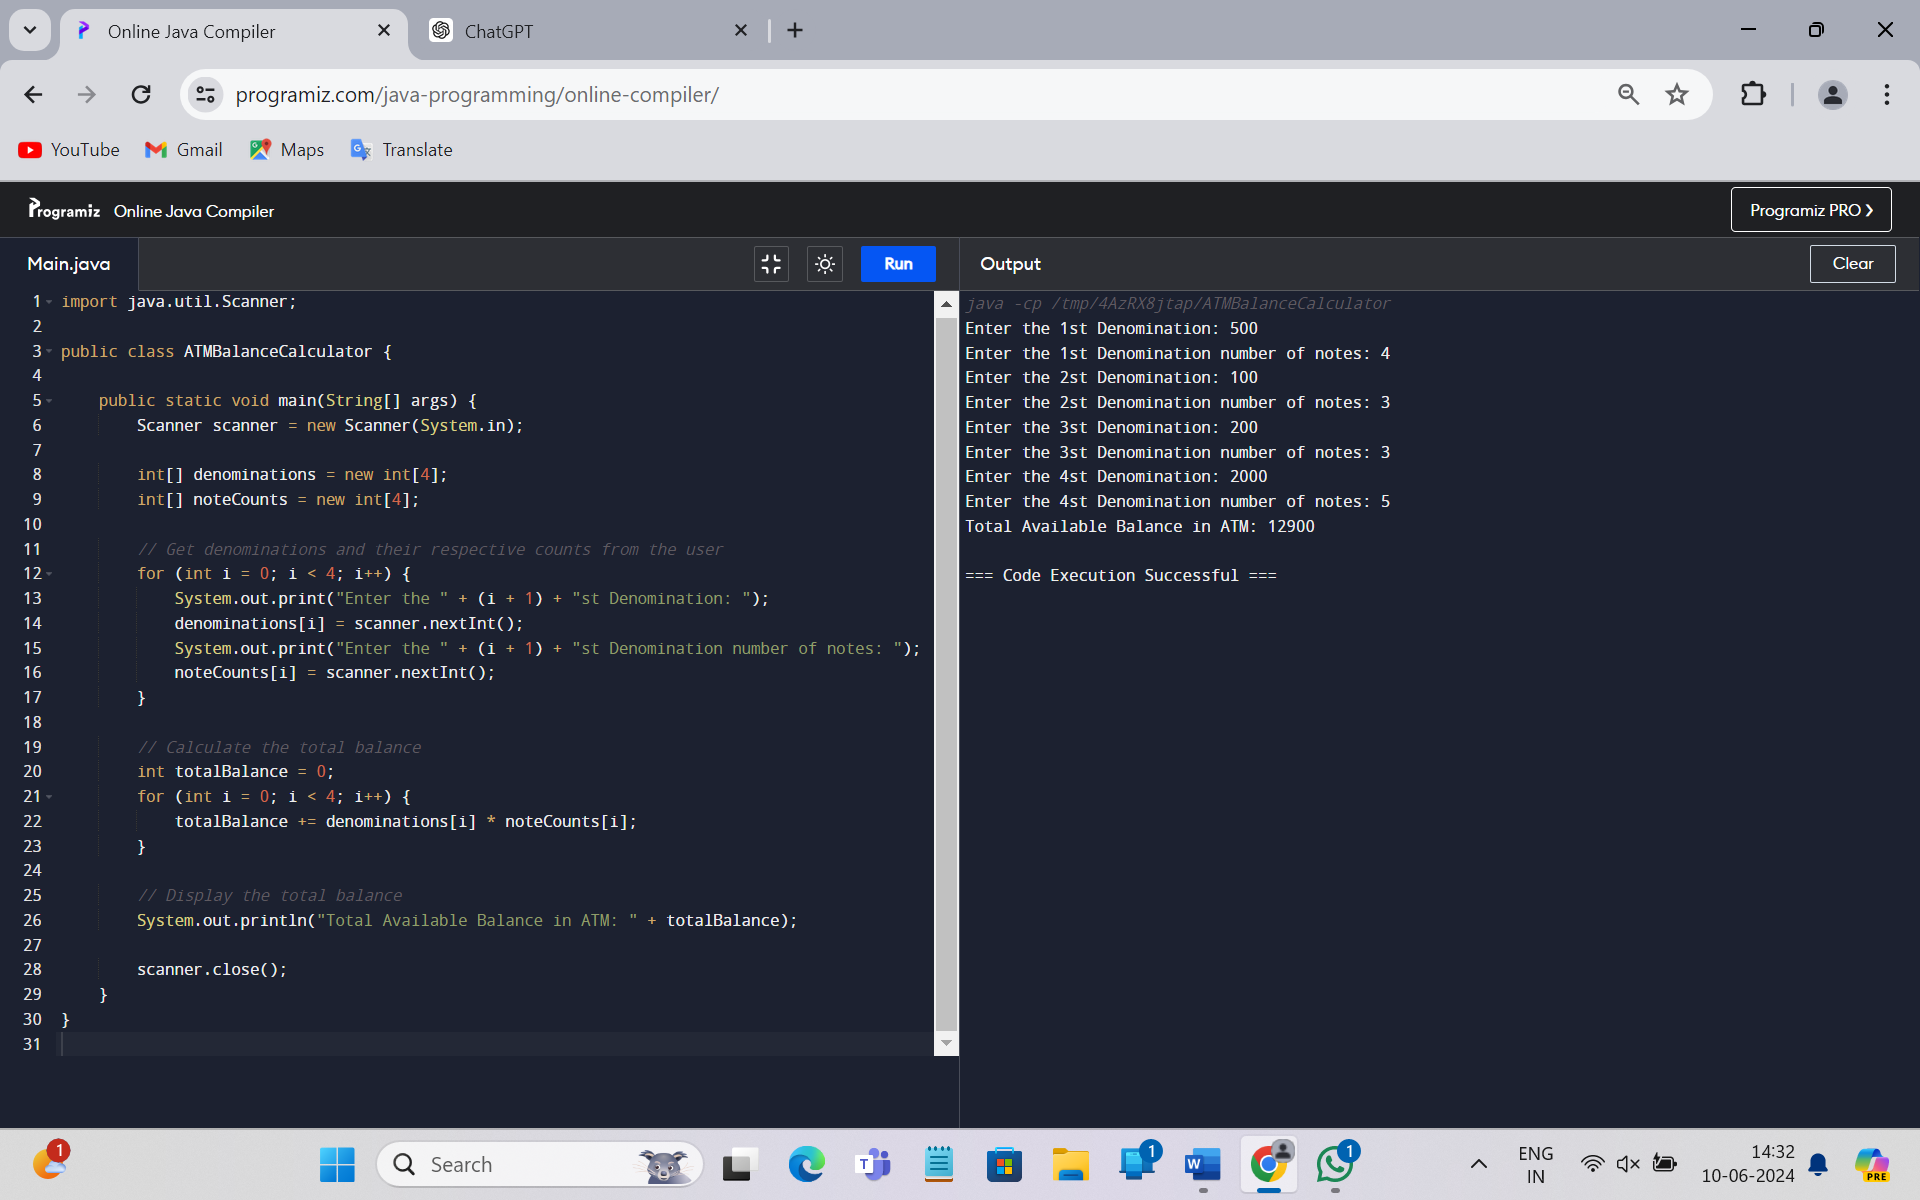 Online Java Compiler
ChatGPT
programiz.com/java-programming/online-compiler/
YouTube
Gmail
Maps
Translate
Programiz
Online Java Compiler
Programiz PRO
Main.java
Run
Output
Clear
1 import java.util.Scanner;
2
3 public class ATMBalanceCalculator {
4
5     public static void main(String[] args) {
6         Scanner scanner = new Scanner(System.in);
7
8         int[] denominations = new int[4];
9         int[] noteCounts = new int[4];
10
11         // Get denominations and their respective counts from the user
12         for (int i = 0; i < 4; i++) {
13             System.out.print("Enter the " + (i + 1) + "st Denomination: ");
14             denominations[i] = scanner.nextInt();
15             System.out.print("Enter the " + (i + 1) + "st Denomination number of notes: ");
16             noteCounts[i] = scanner.nextInt();
17         }
18
19         // Calculate the total balance
20         int totalBalance = 0;
21         for (int i = 0; i < 4; i++) {
22             totalBalance += denominations[i] * noteCounts[i];
23         }
24
25         // Display the total balance
26         System.out.println("Total Available Balance in ATM: " + totalBalance);
27
28         scanner.close();
29     }
30 }
31
java -cp /tmp/4AzRX8jtap/ATMBalanceCalculator
Enter the 1st Denomination: 500
Enter the 1st Denomination number of notes: 4
Enter the 2st Denomination: 100
Enter the 2st Denomination number of notes: 3
Enter the 3st Denomination: 200
Enter the 3st Denomination number of notes: 3
Enter the 4st Denomination: 2000
Enter the 4st Denomination number of notes: 5
Total Available Balance in ATM: 12900
=== Code Execution Successful ===
1
Search
T
1
W
1
ENG
IN
14:32
10-06-2024
PRE